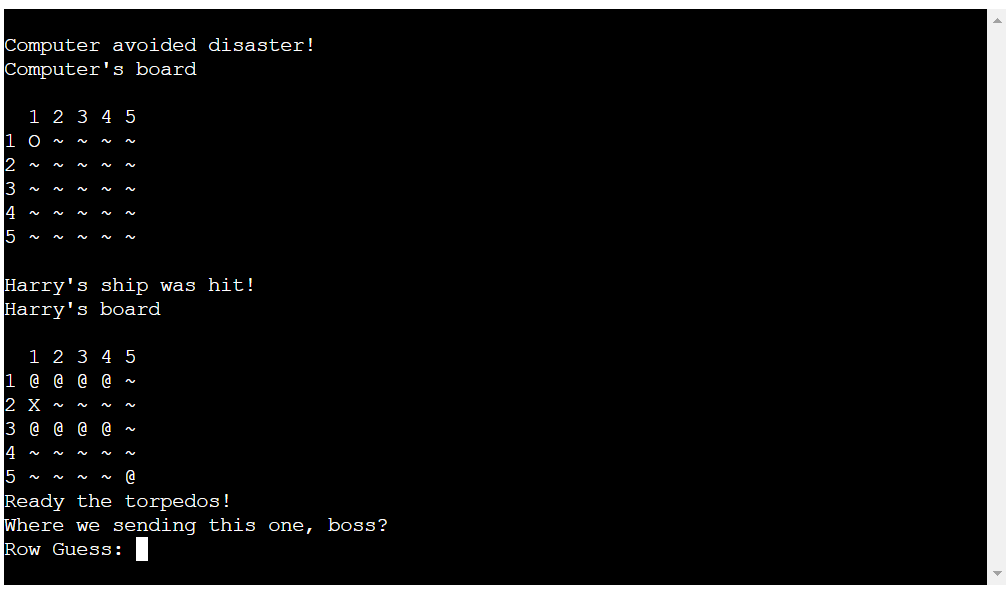 Computer avoided disaster!
Computer's board
  1 2 3 4 5
1 O ~ ~ ~ ~
2 ~ ~ ~ ~ ~
3 ~ ~ ~ ~ ~
4 ~ ~ ~ ~ ~
5 ~ ~ ~ ~ ~
Harry's ship was hit!
Harry's board
  1 2 3 4 5
1 @ @ @ @ ~
2 X ~ ~ ~ ~
3 @ @ @ @ ~
4 ~ ~ ~ ~ ~
5 ~ ~ ~ ~ @
Ready the torpedos!
Where we sending this one, boss?
Row Guess: